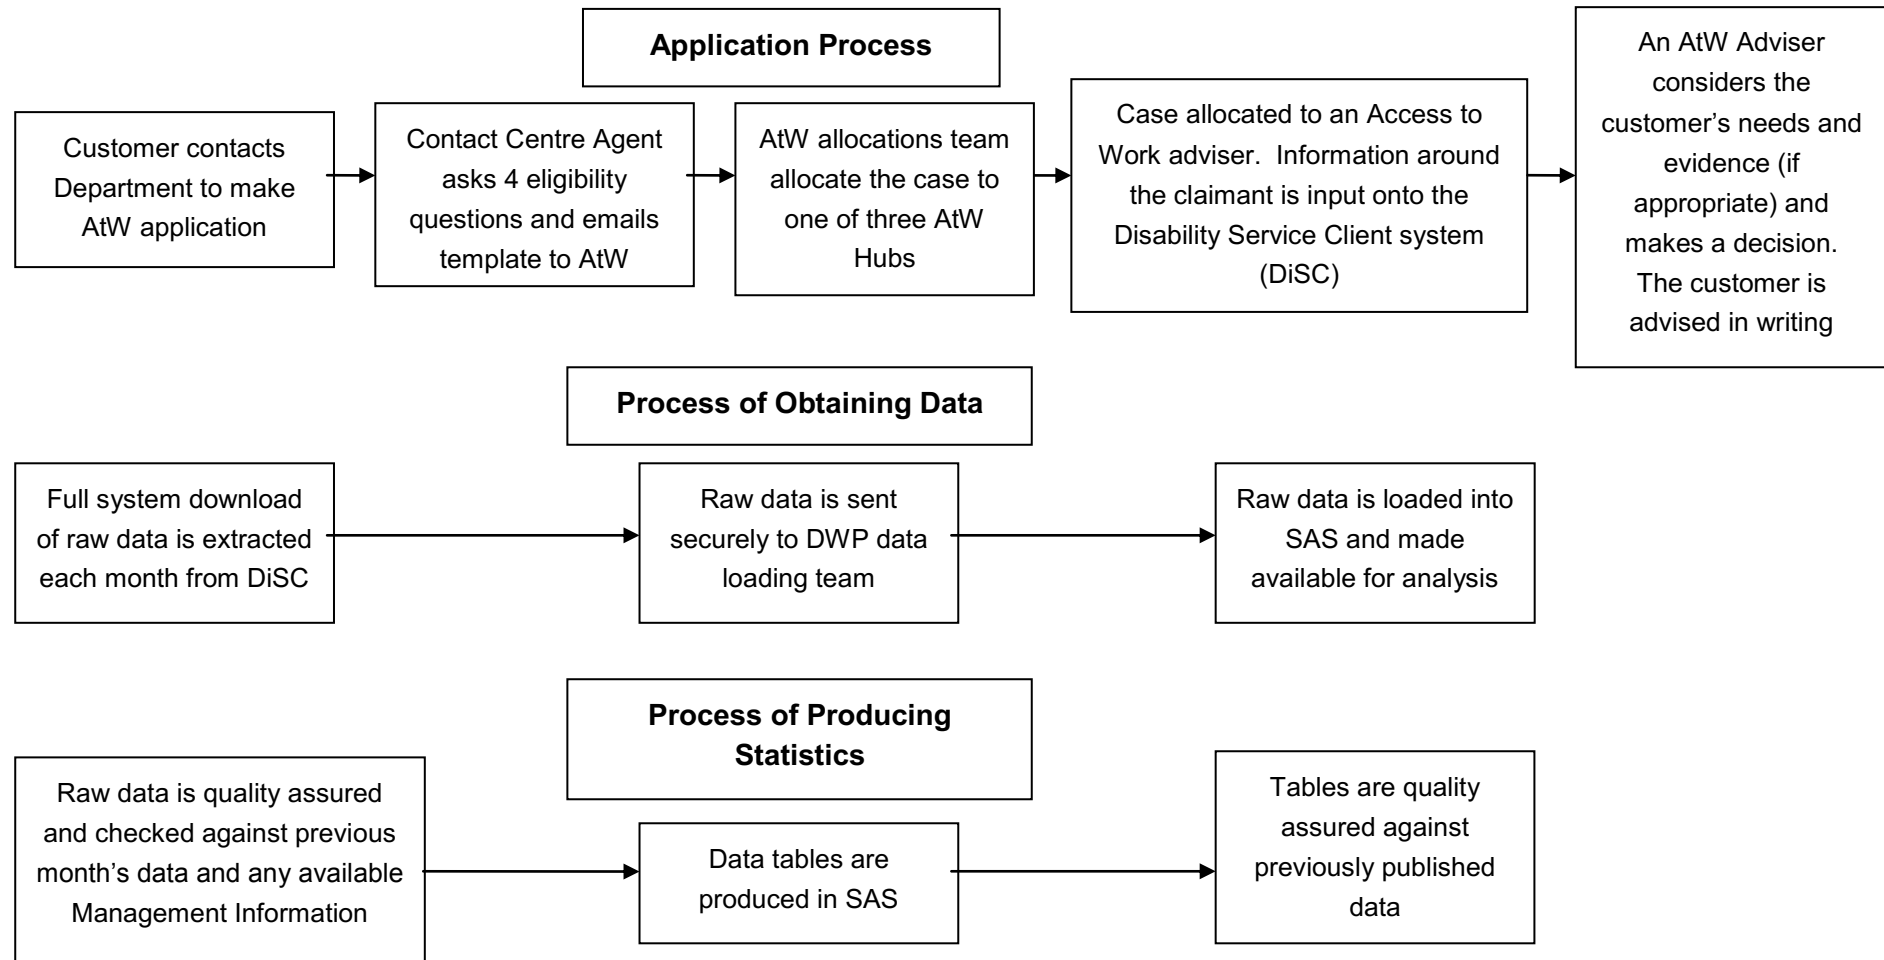 Application Process
Customer contacts
Department to make
AtW application
Contact Centre Agent
asks 4 eligibility
questions and emails
template to AtW
AtW allocations team
allocate the case to
one of three AtW
Hubs
Case allocated to an Access to
Work adviser.  Information around
the claimant is input onto the
Disability Service Client system
(DiSC)
An AtW Adviser
considers the
customer’s needs and
evidence (if
appropriate) and
makes a decision.
The customer is
advised in writing
Process of Obtaining Data
Full system download
of raw data is extracted
each month from DiSC
Raw data is sent
securely to DWP data
loading team
Raw data is loaded into
SAS and made
available for analysis
Process of Producing
Statistics
Raw data is quality assured
and checked against previous
month’s data and any available
Management Information
Data tables are
produced in SAS
Tables are quality
assured against
previously published
data